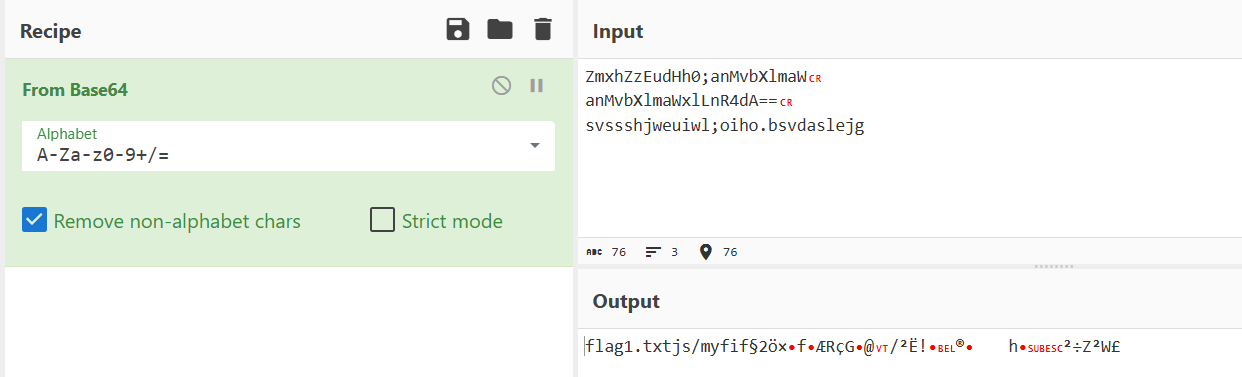 Recipe
From Base64
Alphabet
A-Za-z0-9+/=
Remove non-alphabet chars
Strict mode
Input
ZmxhZzEudHh0;anMvbXlmaWCR
anMvbXlmaWxlLnR4dA==CR
svssshjweuiwl;oiho.bsvdaslejg
ABC 76 3 76
Output
flag1.txtjs/myfif§2öx•f•ÆRçG•@VT/²Ë!•BEL®• h•SUBESC²÷Z²W£